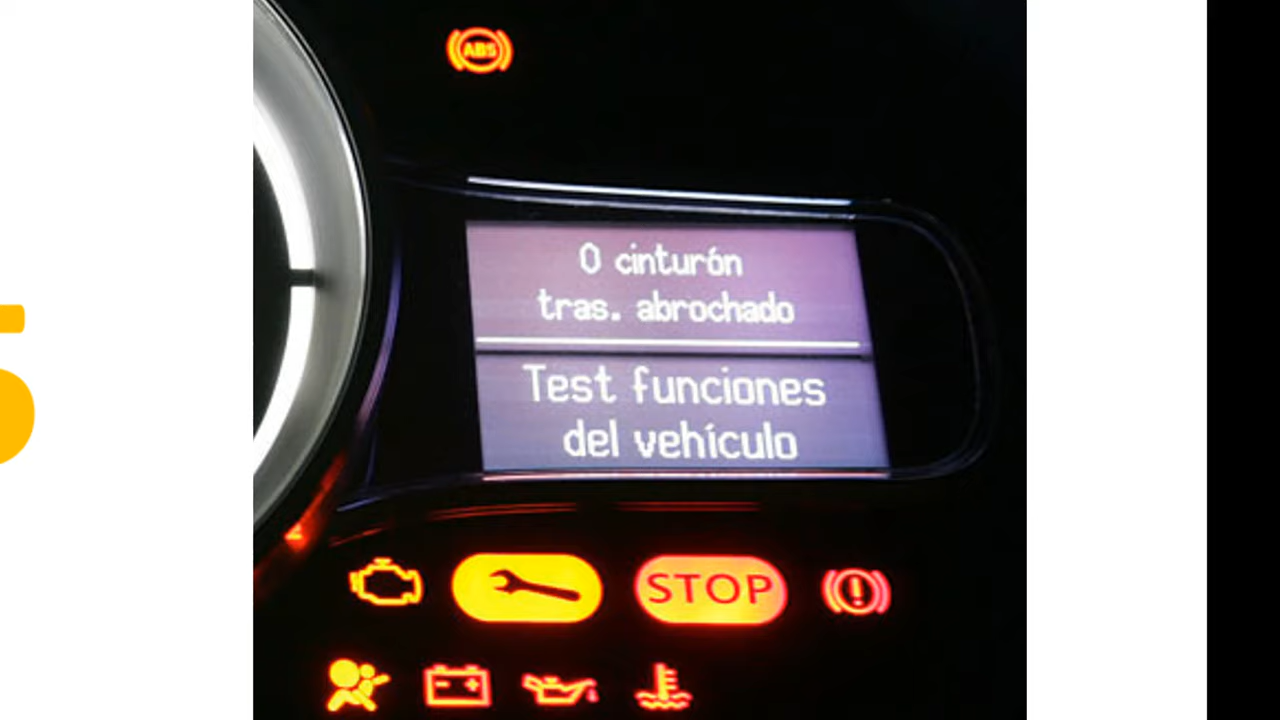 ABS
0 cinturón
tras. abrochado
Test funciones
del vehículo
STOP